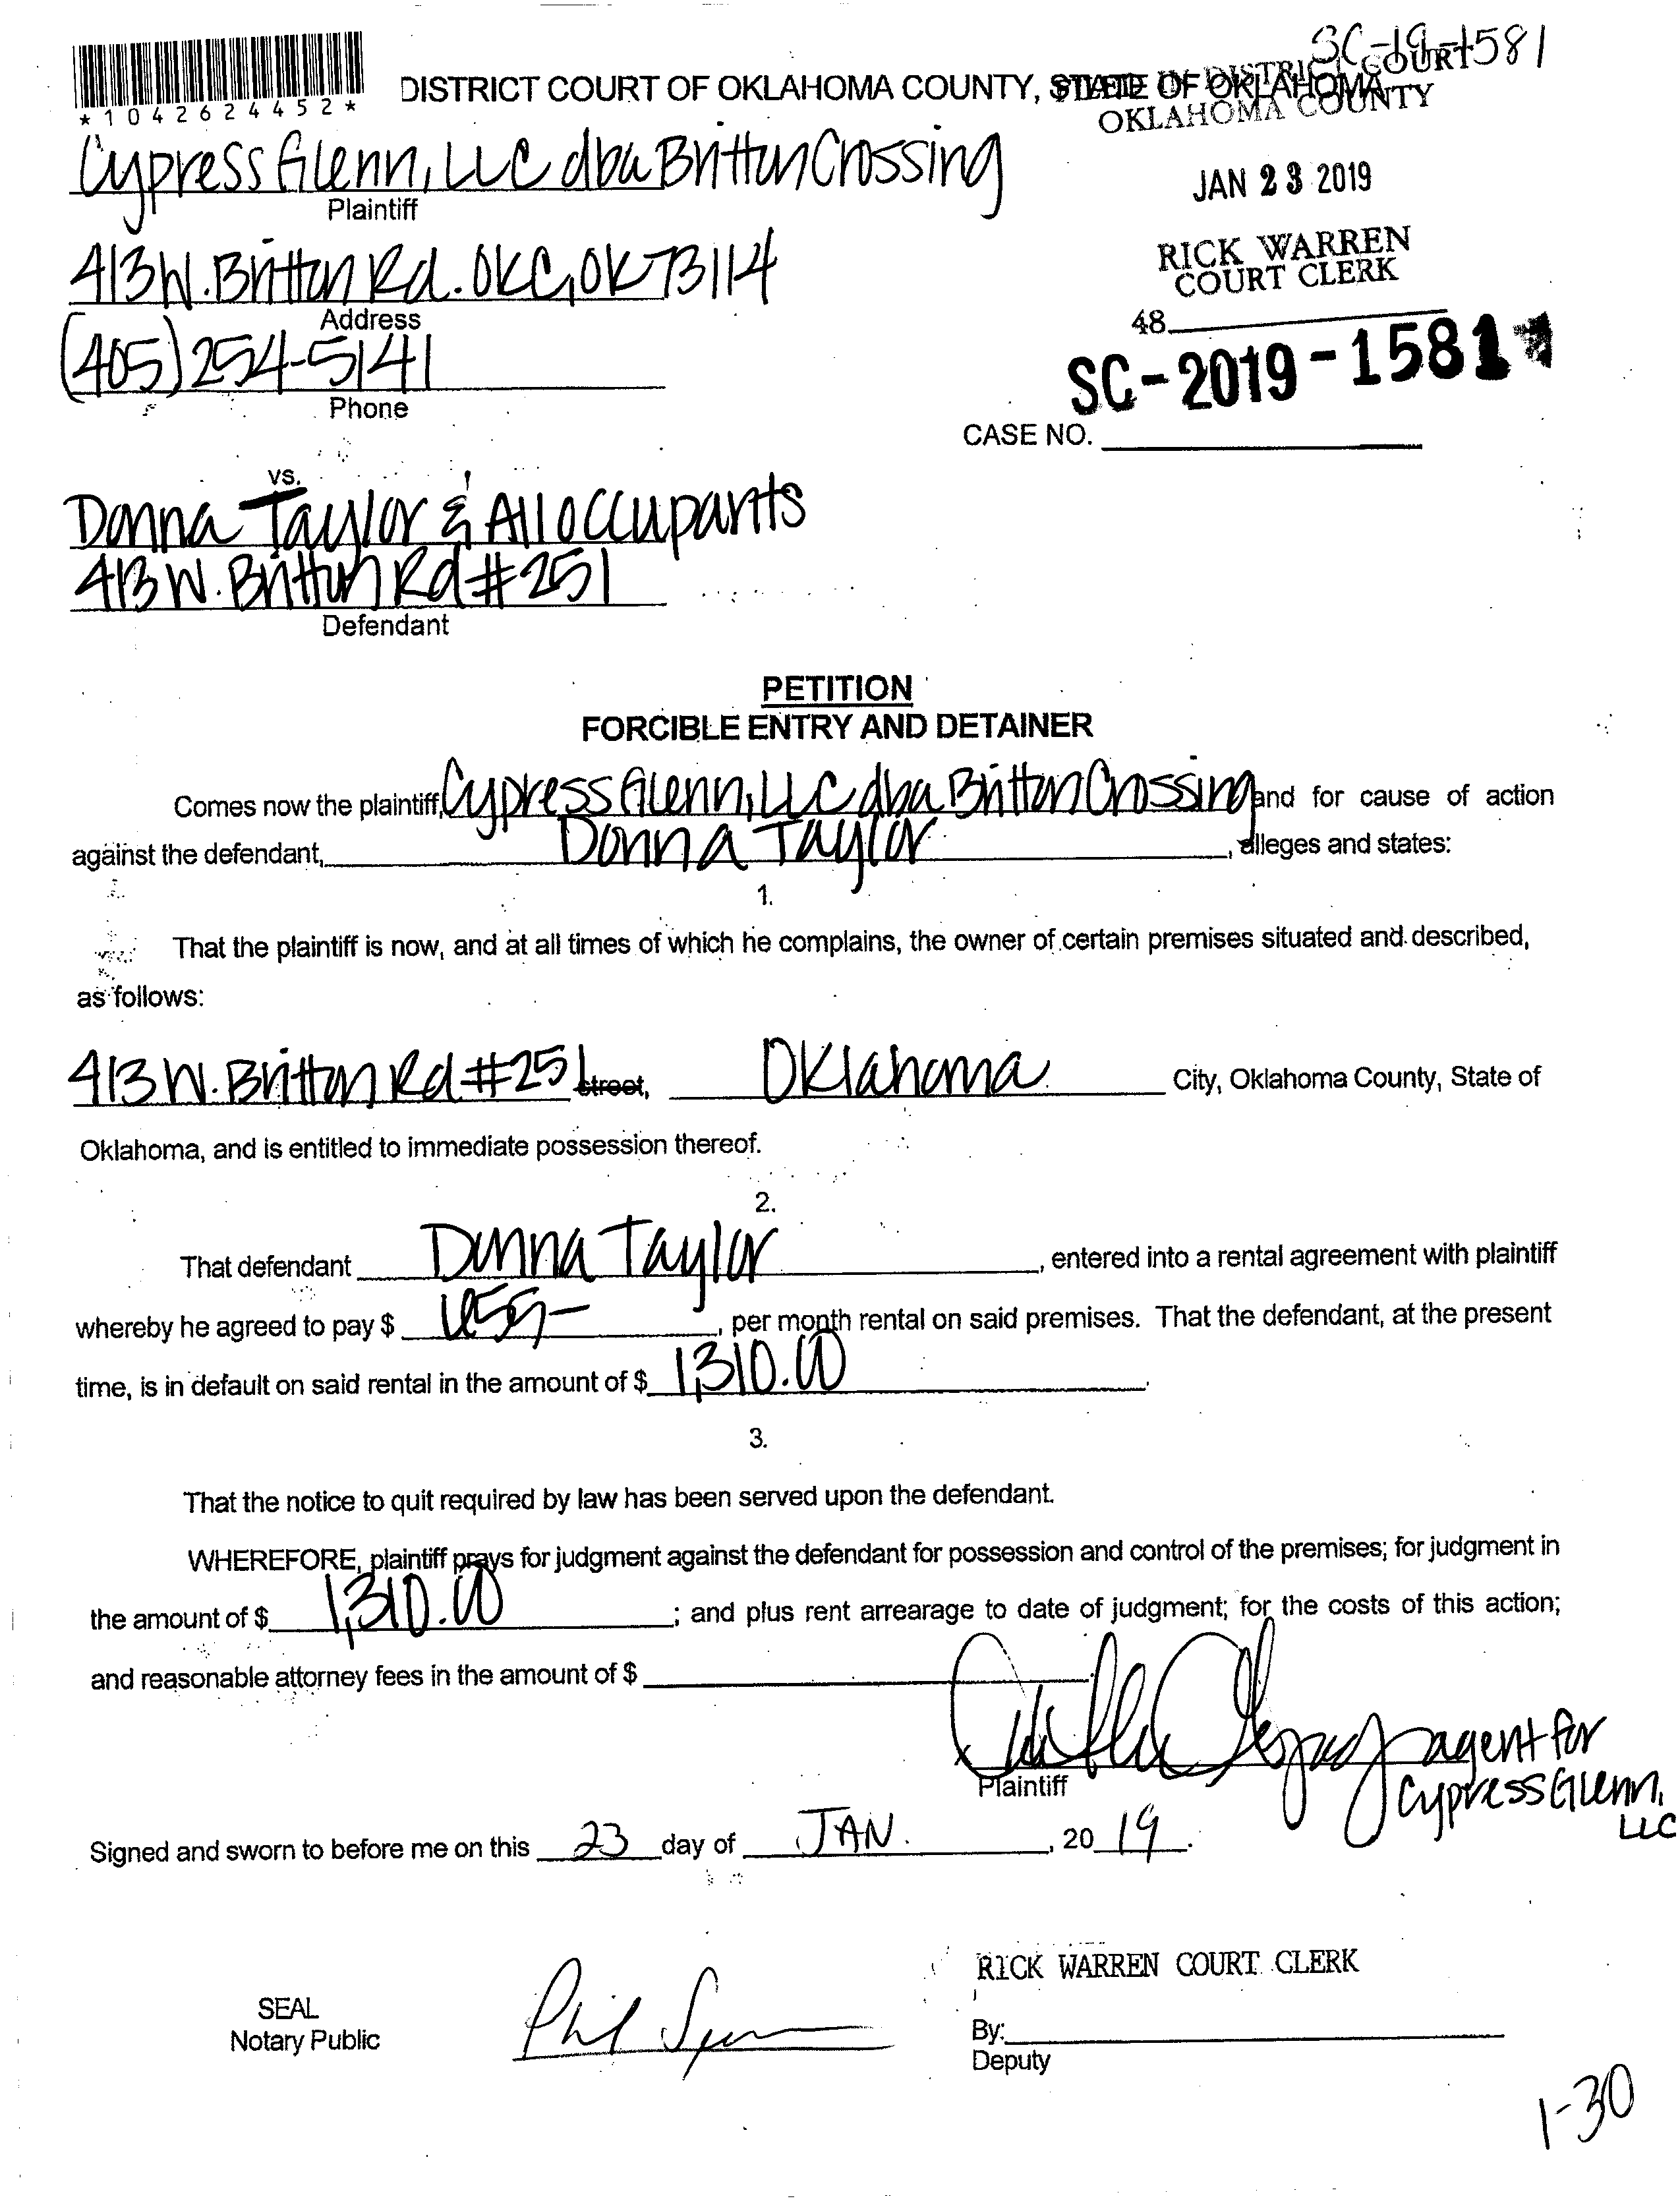 SC-19-1581
*1042624452*
DISTRICT COURT OF OKLAHOMA COUNTY, STATE OF OKLAHOMA
FILED IN DISTRICT COURT
OKLAHOMA COUNTY
Cypress Glenn, LLC dba Britton Crossing
Plaintiff
JAN 23 2019
413 W. Britton Rd. OKC, OK 73114
Address
RICK WARREN
COURT CLERK
(405) 254-5141
Phone
48
SC-2019-1581
CASE NO.
vs.
Donna Taylor & All occupants
413 W. Britton Rd #251
Defendant
PETITION
FORCIBLE ENTRY AND DETAINER
Comes now the plaintiff, Cypress Glenn, LLC dba Britton Crossing and for cause of action
against the defendant, Donna Taylor, alleges and states:
1.
That the plaintiff is now, and at all times of which he complains, the owner of certain premises situated and described,
as follows:
413 W. Britton Rd #251 street, Oklahoma City, Oklahoma County, State of
Oklahoma, and is entitled to immediate possession thereof.
2.
That defendant Donna Taylor, entered into a rental agreement with plaintiff
whereby he agreed to pay $ 655-, per month rental on said premises. That the defendant, at the present
time, is in default on said rental in the amount of $ 1,310.00.
3.
That the notice to quit required by law has been served upon the defendant.
WHEREFORE, plaintiff prays for judgment against the defendant for possession and control of the premises; for judgment in
the amount of $ 1,310.00; and plus rent arrearage to date of judgment; for the costs of this action;
and reasonable attorney fees in the amount of $
agent for
Cypress Glenn,
LLC
Plaintiff
Signed and sworn to before me on this 23 day of JAN., 2019.
RICK WARREN COURT CLERK
SEAL
Notary Public
Phil
By:
Deputy
1-30